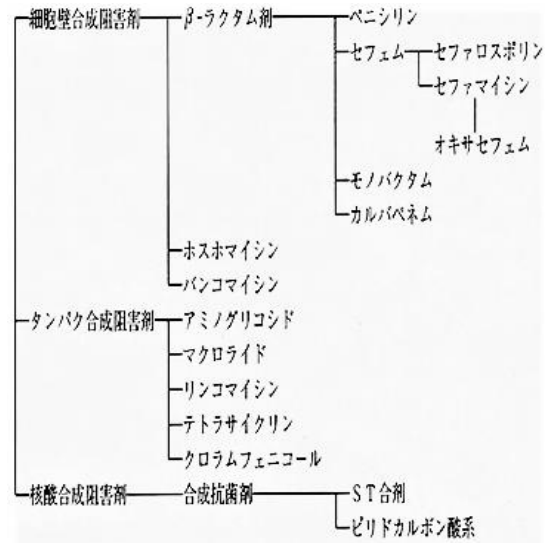 細胞壁合成阻害剤 β-ラクタム剤 ペニシリン
セフェム セファロスポリン
セファマイシン
オキサセフェム
モノバクタム
カルバペネム
ホスホマイシン
バンコマイシン
タンパク合成阻害剤 アミノグリコシド
マクロライド
リンコマイシン
テトラサイクリン
クロラムフェニコール
核酸合成阻害剤 合成抗菌剤 ST合剤
ピリドカルボン酸系